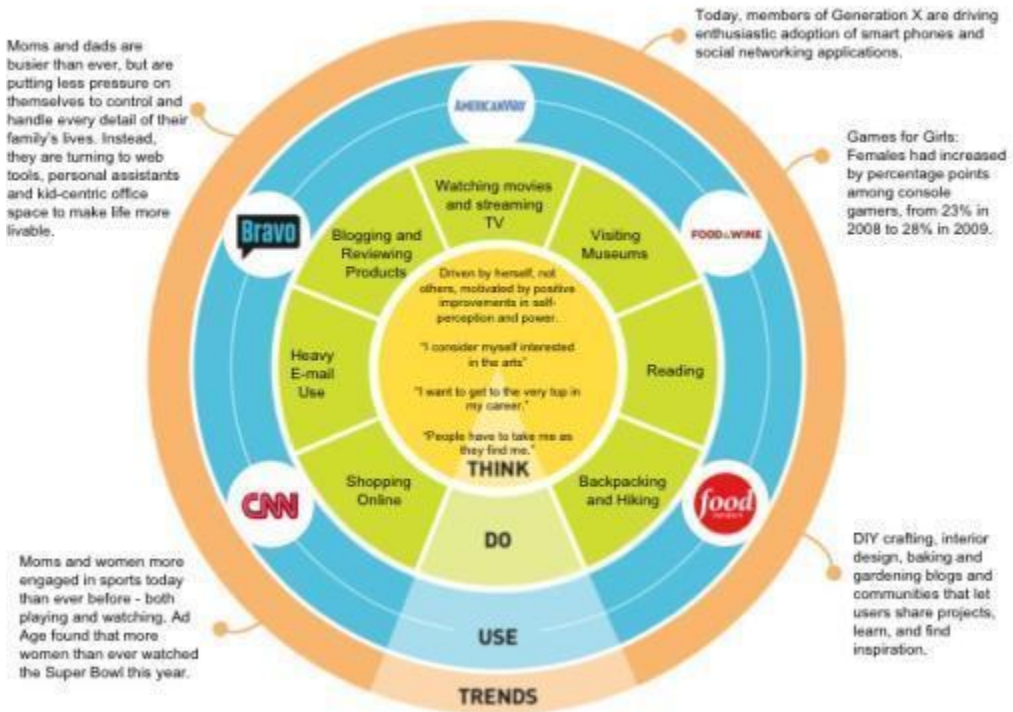 Today, members of Generation X are driving
enthusiastic adoption of smart phones and
social networking applications.
Moms and dads are
busier than ever, but are
putting less pressure on
themselves to control and
handle every detail of their
family's lives. Instead,
they are turning to web
tools, personal assistants
and kid-centric office
space to make life more
livable.
Games for Girls:
Females had increased
by percentage points
among console
gamers, from 23% in
2008 to 28% in 2009.
AMERICANWAY
Bravo
FOOD & WINE
Watching movies
and streaming
TV
Blogging and
Reviewing
Products
Visiting
Museums
Driven by herself, not
others, motivated by positive
improvements in self-
perception and power.
"I consider myself interested
in the arts"
"I want to get to the very top in
my career."
"People have to take me as
they find me."
THINK
Heavy
E-mail
Use
Reading
Shopping
Online
Backpacking
and Hiking
CNN
food
DO
USE
TRENDS
Moms and women more
engaged in sports today
than ever before - both
playing and watching. Ad
Age found that more
women than ever watched
the Super Bowl this year.
DIY crafting, interior
design, baking and
gardening blogs and
communities that let
users share projects,
learn, and find
inspiration.